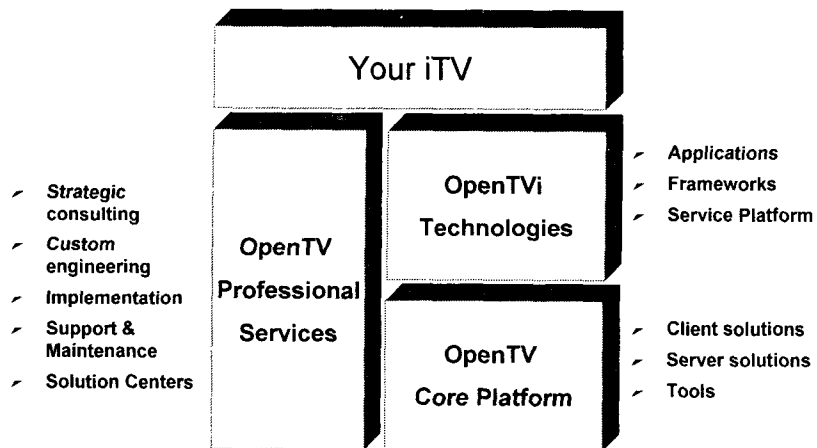 Your iTV
Strategic
consulting
Custom
engineering
Implementation
Support &
Maintenance
Solution Centers
OpenTV
Professional
Services
OpenTVi
Technologies
Applications
Frameworks
Service Platform
OpenTV
Core Platform
Client solutions
Server solutions
Tools